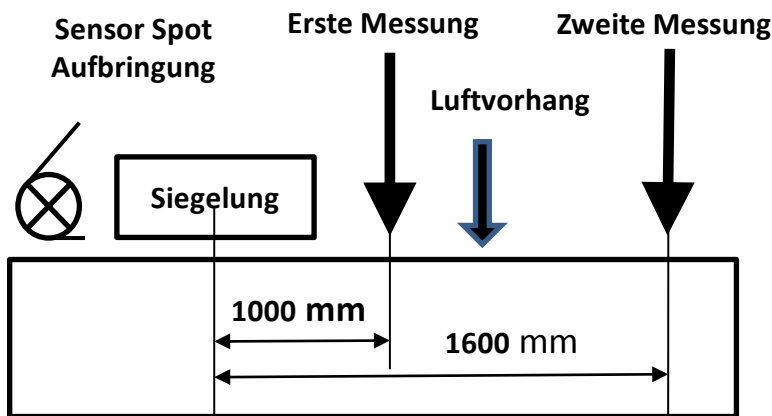 Sensor Spot
Aufbringung
Erste Messung
Zweite Messung
Luftvorhang
Siegelung
1000 mm
1600 mm